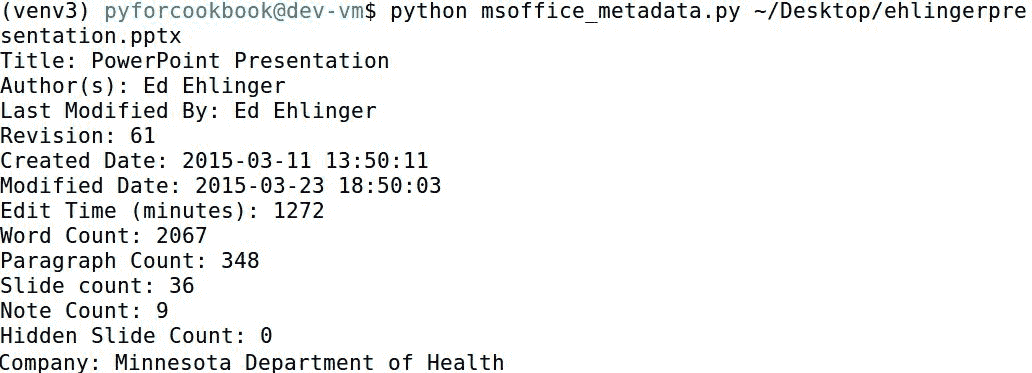 (venv3) pyforcookbook@dev-vm$ python msoffice_metadata.py ~/Desktop/ehlingerpre
sentation.pptx
Title: PowerPoint Presentation
Author(s): Ed Ehlinger
Last Modified By: Ed Ehlinger
Revision: 61
Created Date: 2015-03-11 13:50:11
Modified Date: 2015-03-23 18:50:03
Edit Time (minutes): 1272
Word Count: 2067
Paragraph Count: 348
Slide count: 36
Note Count: 9
Hidden Slide Count: 0
Company: Minnesota Department of Health